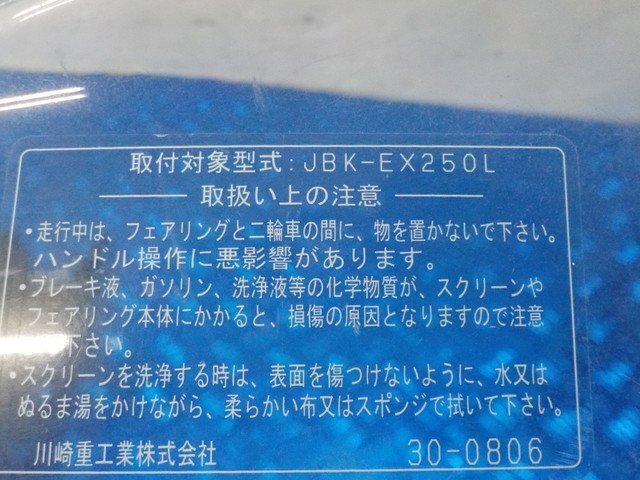 取付対象型式:JBK-EX250L
取扱い上の注意
・走行中は、フェアリングと二輪車の間に、物を置かないで下さい。
ハンドル操作に悪影響があります。
・ブレーキ液、ガソリン、洗浄液等の化学物質が、スクリーンや
フェアリング本体にかかると、損傷の原因となりますので注意
下さい。
・スクリーンを洗浄する時は、表面を傷つけないように、水又は
ぬるま湯をかけながら、柔らかい布又はスポンジで拭いて下さい。
川崎重工業株式会社 30-0806